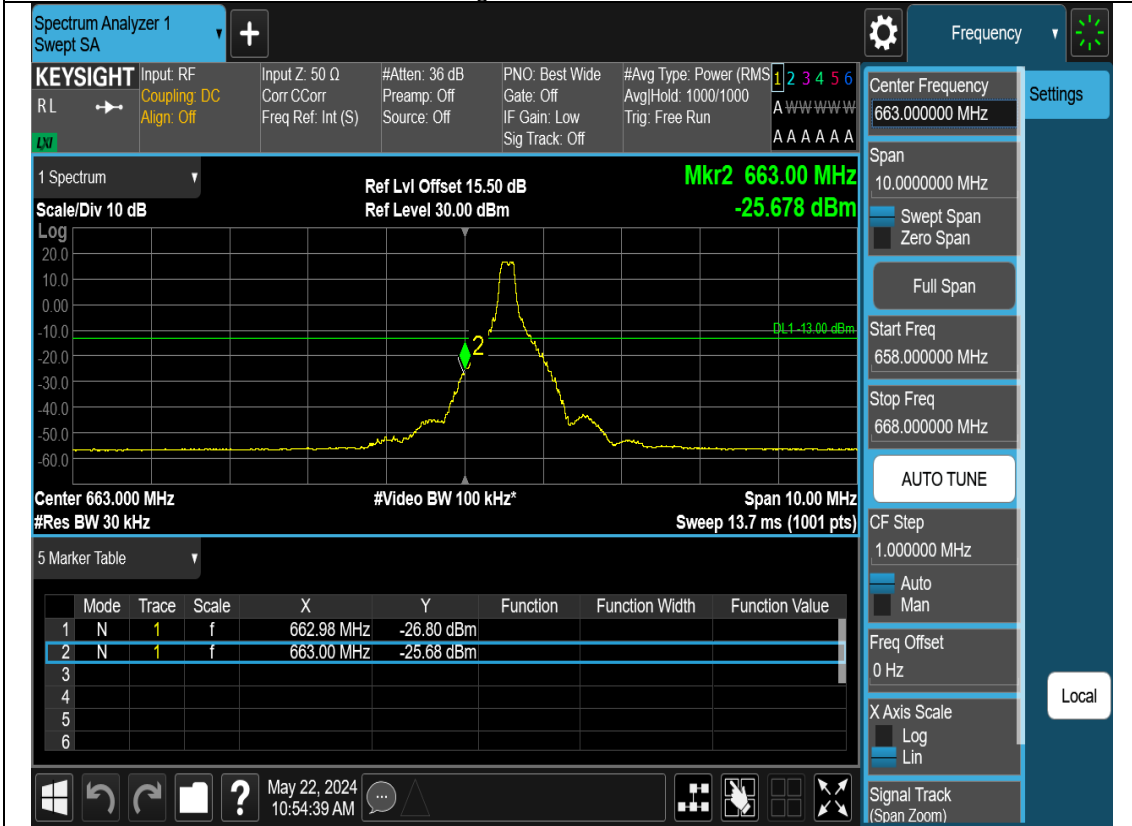 Spectrum Analyzer 1
Swept SA
+
Frequency
KEYSIGHT
RL
LXI
Input: RF
Coupling: DC
Align: Off
Input Z: 50 Ω
Corr CCorr
Freq Ref: Int (S)
#Atten: 36 dB
Preamp: Off
Source: Off
PNO: Best Wide
Gate: Off
IF Gain: Low
Sig Track: Off
#Avg Type: Power (RMS
Avg|Hold: 1000/1000
Trig: Free Run
1 2 3 4 5 6
A W W W W W
A A A A A A
1 Spectrum
Scale/Div 10 dB
Ref Lvl Offset 15.50 dB
Ref Level 30.00 dBm
Mkr2 663.00 MHz
-25.678 dBm
Log
20.0
10.0
0.00
-10.0
-20.0
-30.0
-40.0
-50.0
-60.0
DL1 -13.00 dBm
2
Center 663.000 MHz
#Video BW 100 kHz*
Span 10.00 MHz
#Res BW 30 kHz
Sweep 13.7 ms (1001 pts)
5 Marker Table
Mode Trace Scale X Y Function Function Width Function Value
1 N 1 f 662.98 MHz -26.80 dBm
2 N 1 f 663.00 MHz -25.68 dBm
3
4
5
6
?
May 22, 2024
10:54:39 AM
Center Frequency
663.000000 MHz
Settings
Span
10.0000000 MHz
Swept Span
Zero Span
Full Span
Start Freq
658.000000 MHz
Stop Freq
668.000000 MHz
AUTO TUNE
CF Step
1.000000 MHz
Auto
Man
Freq Offset
0 Hz
Local
X Axis Scale
Log
Lin
Signal Track
(Span Zoom)